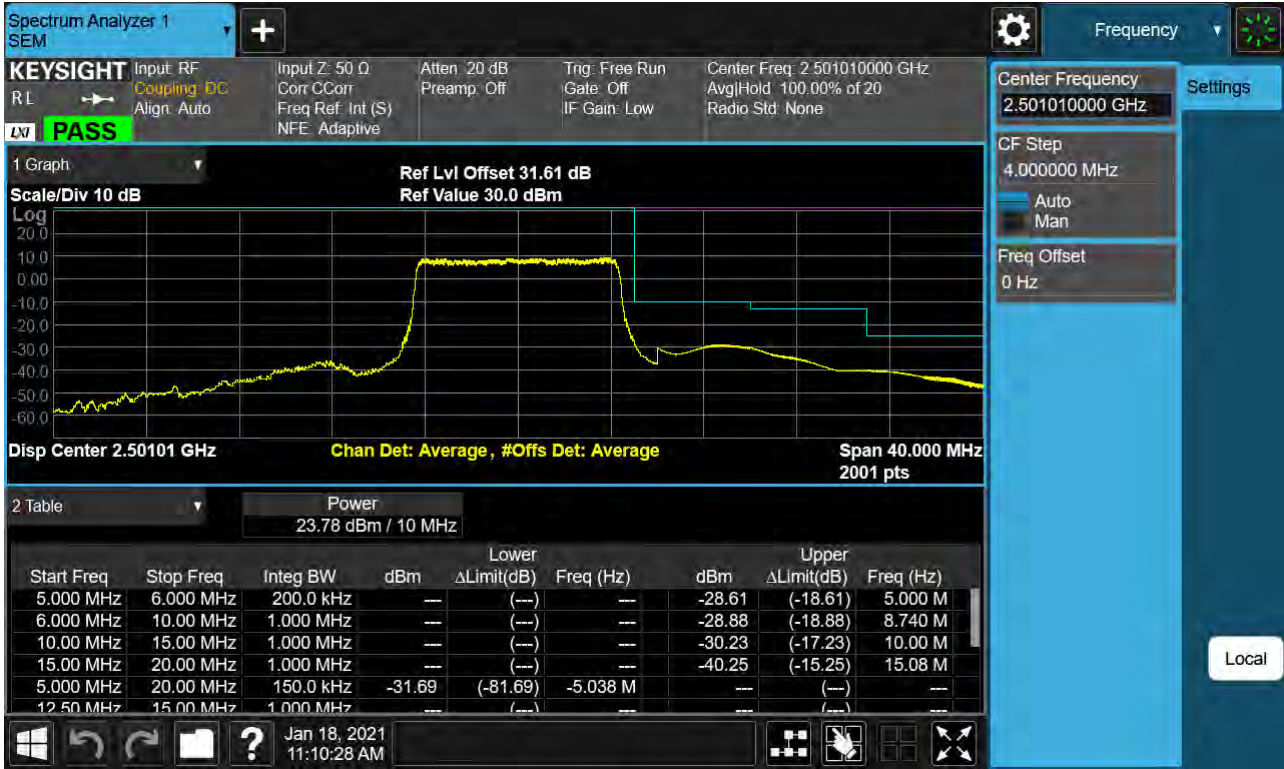 Spectrum Analyzer 1
SEM
Frequency
KEYSIGHT
R L
LXI
PASS
Input: RF
Coupling: DC
Align: Auto
Input Z: 50 Ω
Corr CCorr
Freq Ref: Int (S)
NFE: Adaptive
Atten: 20 dB
Preamp: Off
Trig: Free Run
Gate: Off
IF Gain: Low
Center Freq: 2.501010000 GHz
Avg|Hold: 100.00% of 20
Radio Std: None
Center Frequency
2.501010000 GHz
Settings
CF Step
4.000000 MHz
Auto
Man
Freq Offset
0 Hz
Local
1 Graph
Scale/Div 10 dB
Ref Lvl Offset 31.61 dB
Ref Value 30.0 dBm
Log
20.0
10.0
0.00
-10.0
-20.0
-30.0
-40.0
-50.0
-60.0
Disp Center 2.50101 GHz
Chan Det: Average , #Offs Det: Average
Span 40.000 MHz
2001 pts
2 Table
Power
23.78 dBm / 10 MHz
Lower Upper
Start Freq Stop Freq Integ BW dBm ΔLimit(dB) Freq (Hz) dBm ΔLimit(dB) Freq (Hz)
5.000 MHz 6.000 MHz 200.0 kHz --- (---) --- -28.61 (-18.61) 5.000 M
6.000 MHz 10.00 MHz 1.000 MHz --- (---) --- -28.88 (-18.88) 8.740 M
10.00 MHz 15.00 MHz 1.000 MHz --- (---) --- -30.23 (-17.23) 10.00 M
15.00 MHz 20.00 MHz 1.000 MHz --- (---) --- -40.25 (-15.25) 15.08 M
5.000 MHz 20.00 MHz 150.0 kHz -31.69 (-81.69) -5.038 M --- (---) ---
12.50 MHz 15.00 MHz 1.000 MHz --- (---) --- --- (---) ---
?
Jan 18, 2021
11:10:28 AM